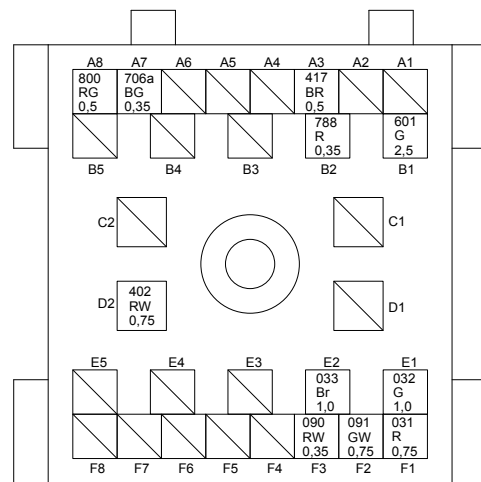 A8 A7 A6 A5 A4 A3 A2 A1
800 706a 417
RG BG BR
0,5 0,35 0,5
788 601
R G
0,35 2,5
B5 B4 B3 B2 B1
C2 C1
402
RW
0,75
D2 D1
E5 E4 E3 E2 E1
033 032
Br G
1,0 1,0
090 091 031
RW GW R
0,35 0,75 0,75
F8 F7 F6 F5 F4 F3 F2 F1